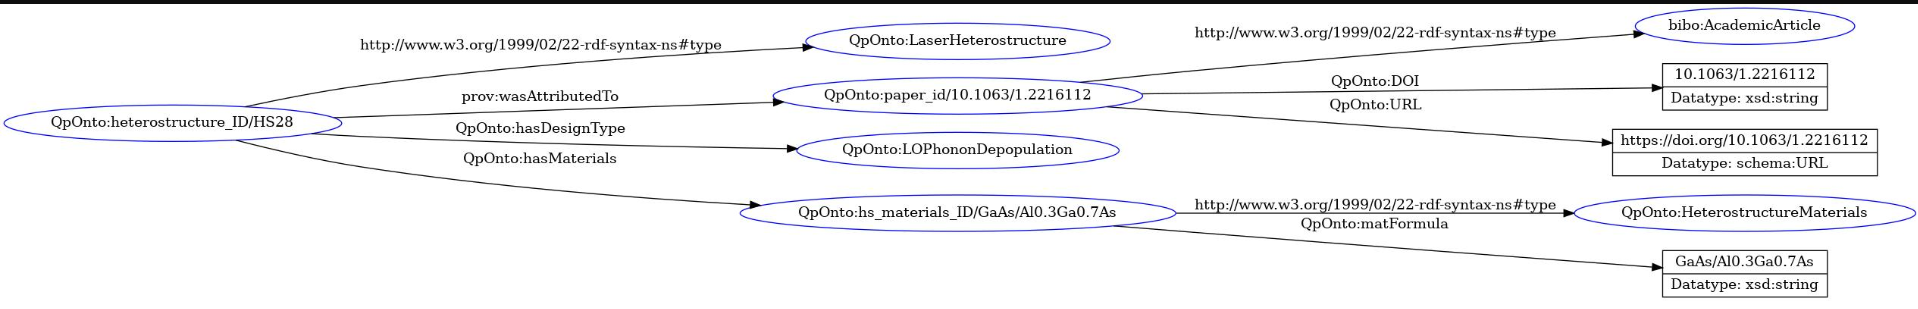 http://www.w3.org/1999/02/22-rdf-syntax-ns#type
QpOnto:LaserHeterostructure
http://www.w3.org/1999/02/22-rdf-syntax-ns#type
bibo:AcademicArticle
QpOnto:heterostructure_ID/HS28
prov:wasAttributedTo
QpOnto:paper_id/10.1063/1.2216112
QpOnto:DOI
10.1063/1.2216112
Datatype: xsd:string
QpOnto:URL
https://doi.org/10.1063/1.2216112
Datatype: schema:URL
QpOnto:hasDesignType
QpOnto:LOPhononDepopulation
QpOnto:hasMaterials
QpOnto:hs_materials_ID/GaAs/Al0.3Ga0.7As
http://www.w3.org/1999/02/22-rdf-syntax-ns#type
QpOnto:HeterostructureMaterials
QpOnto:matFormula
GaAs/Al0.3Ga0.7As
Datatype: xsd:string